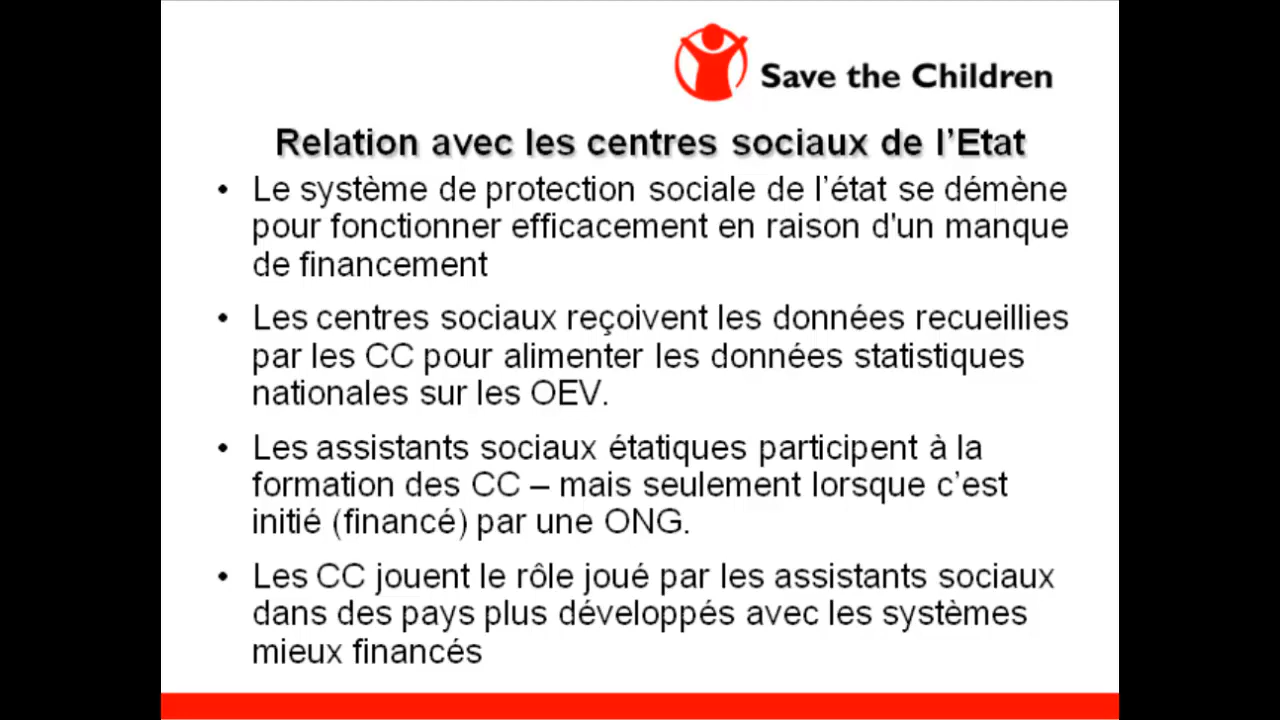 Save the Children
Relation avec les centres sociaux de l’Etat
• Le système de protection sociale de l’état se démène
pour fonctionner efficacement en raison d'un manque
de financement
• Les centres sociaux reçoivent les données recueillies
par les CC pour alimenter les données statistiques
nationales sur les OEV.
• Les assistants sociaux étatiques participent à la
formation des CC – mais seulement lorsque c’est
initié (financé) par une ONG.
• Les CC jouent le rôle joué par les assistants sociaux
dans des pays plus développés avec les systèmes
mieux financés